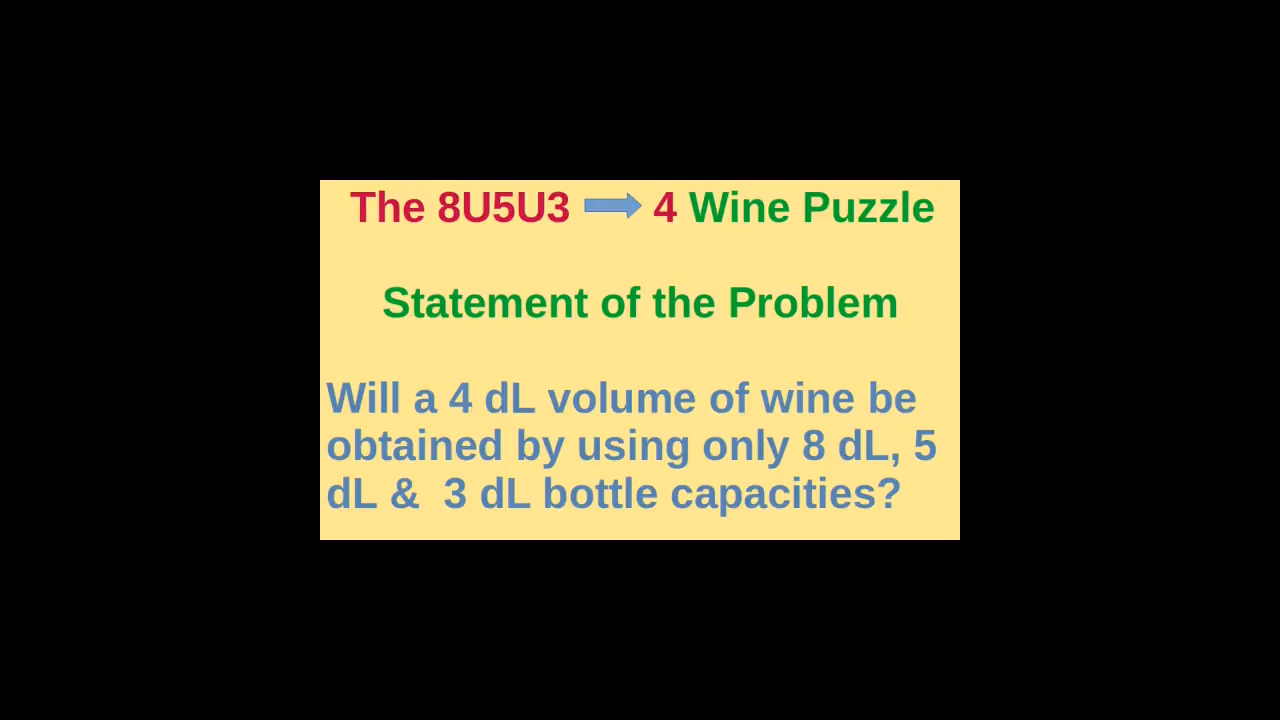 The 8U5U3 4 Wine Puzzle
Statement of the Problem
Will a 4 dL volume of wine be
obtained by using only 8 dL, 5
dL & 3 dL bottle capacities?